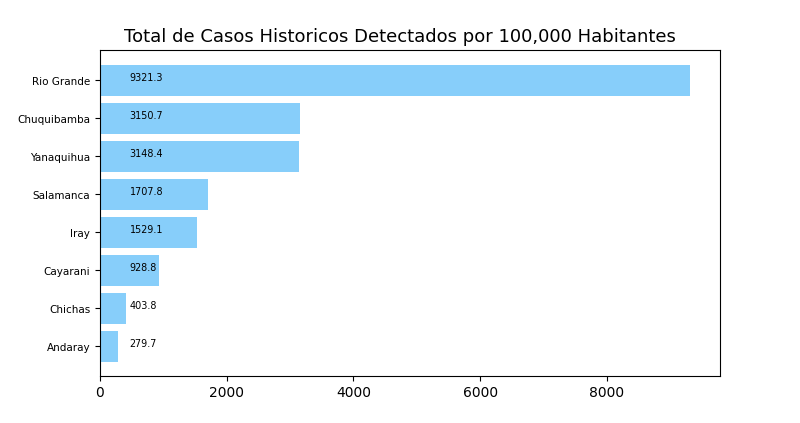 Total de Casos Historicos Detectados por 100,000 Habitantes
Rio Grande 9321.3
Chuquibamba 3150.7
Yanaquihua 3148.4
Salamanca 1707.8
Iray 1529.1
Cayarani 928.8
Chichas 403.8
Andaray 279.7
0 2000 4000 6000 8000